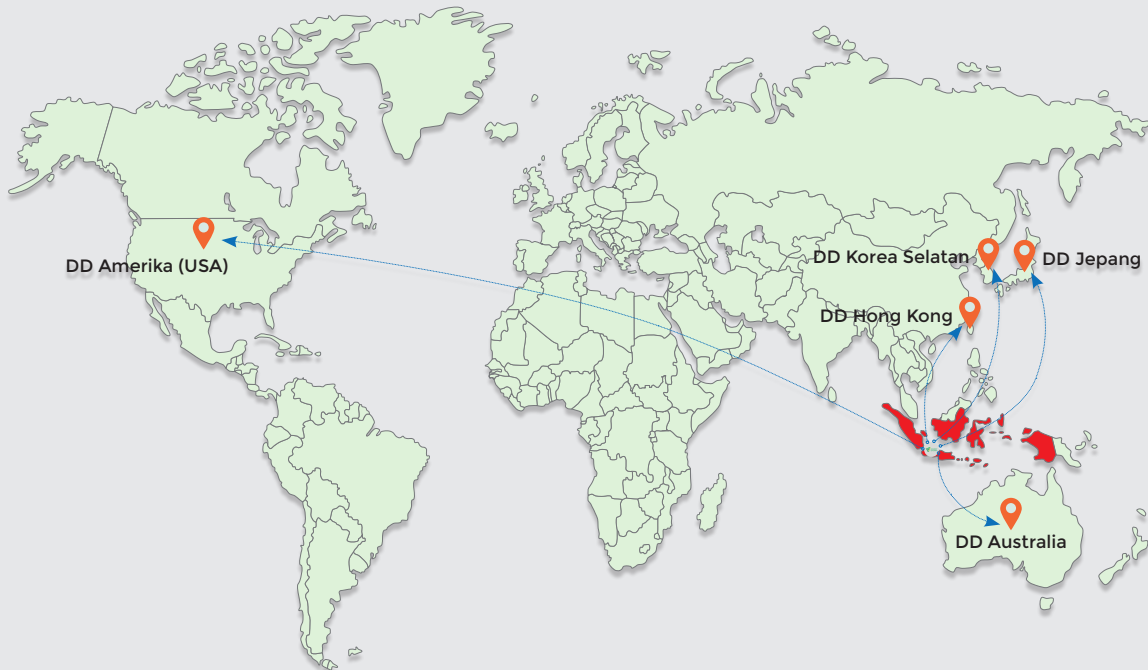 DD Amerika (USA)
DD Korea Selatan
DD Jepang
DD Hong Kong
DD Australia